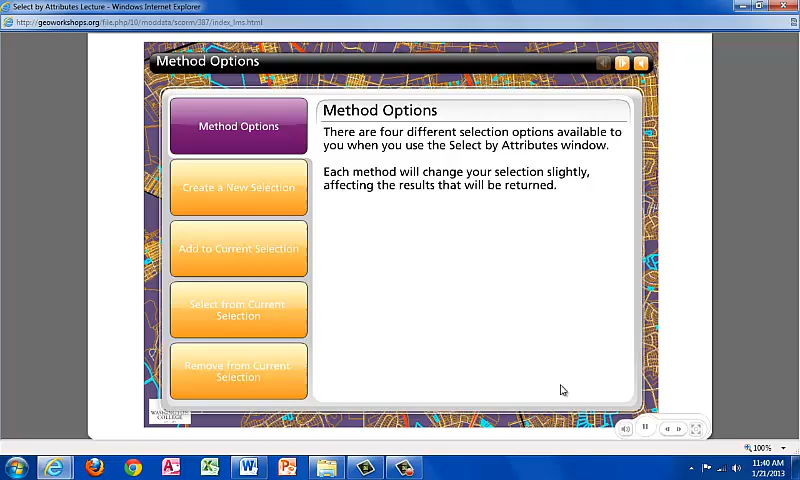 Select by Attributes Lecture - Windows Internet Explorer
http://geoworkshops.org/file.php/10/moddata/scorm/387/index_lms.html
Method Options
Method Options
Create a New Selection
Add to Current Selection
Select from Current
Selection
Remove from Current
Selection
Method Options
There are four different selection options available to
you when you use the Select by Attributes window.
Each method will change your selection slightly,
affecting the results that will be returned.
WASHINGTON
COLLEGE
100%
11:40 AM
1/21/2013